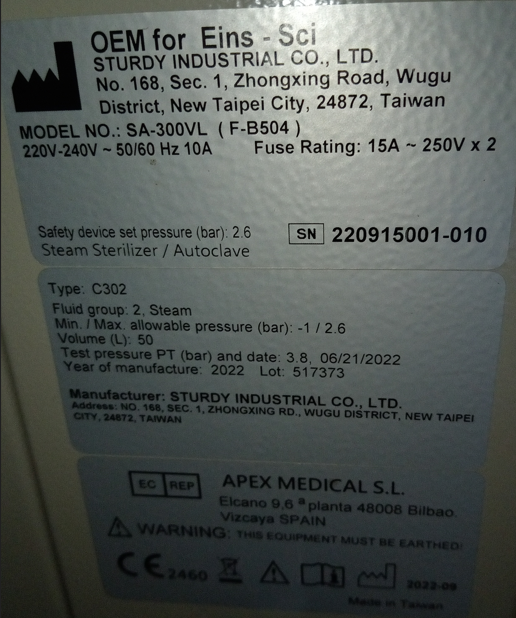 OEM for Eins - Sci
STURDY INDUSTRIAL CO., LTD.
No. 168, Sec. 1, Zhongxing Road, Wugu
District, New Taipei City, 24872, Taiwan
MODEL NO.: SA-300VL ( F-B504 )
220V-240V ~ 50/60 Hz 10A Fuse Rating: 15A ~ 250V x 2
Safety device set pressure (bar): 2.6 SN 220915001-010
Steam Sterilizer / Autoclave
Type: C302
Fluid group: 2, Steam
Min. / Max. allowable pressure (bar): -1 / 2.6
Volume (L): 50
Test pressure PT (bar) and date: 3.8, 06/21/2022
Year of manufacture: 2022 Lot: 517373
Manufacturer: STURDY INDUSTRIAL CO., LTD.
Address: NO. 168, SEC. 1, ZHONGXING RD., WUGU DISTRICT, NEW TAIPEI
CITY, 24872, TAIWAN
EC REP APEX MEDICAL S.L.
Elcano 9,6 ª planta 48008 Bilbao.
Vizcaya SPAIN
WARNING: THIS EQUIPMENT MUST BE EARTHED!
CE 2460 2022-09
Made in Taiwan